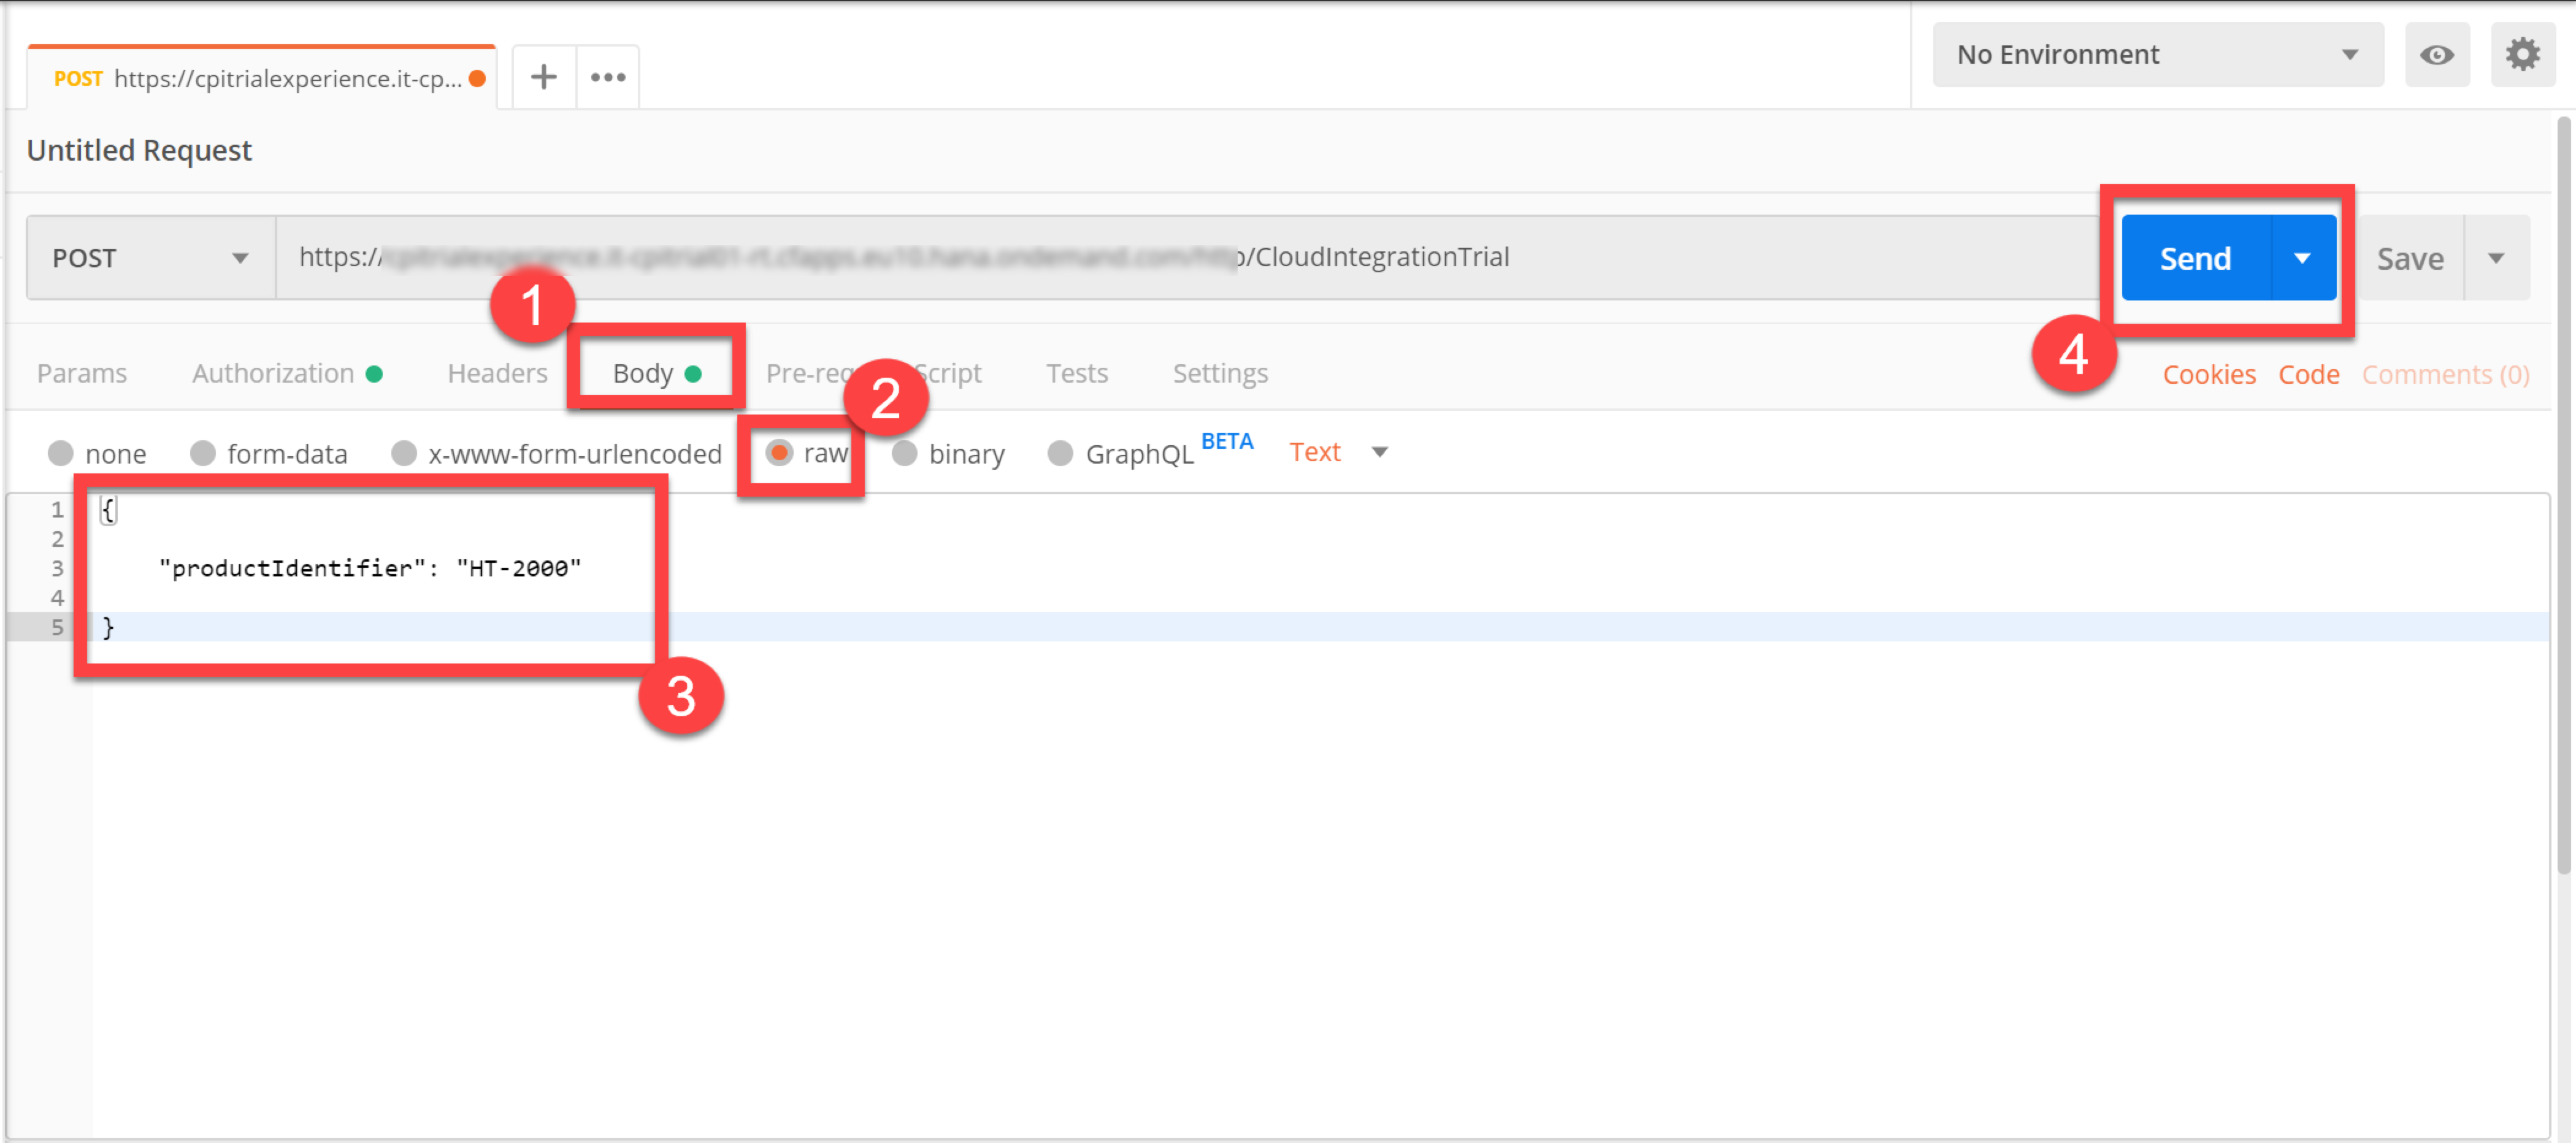 POST https://cpitrialexperience.it-cp...
No Environment
Untitled Request
POST https:// p/CloudIntegrationTrial
Send
Save
1
4
Params Authorization Headers Body Pre-req Script Tests Settings
Cookies Code Comments (0)
2
none form-data x-www-form-urlencoded raw binary GraphQL BETA Text
1 {
2
3 "productIdentifier": "HT-2000"
4
5 }
3